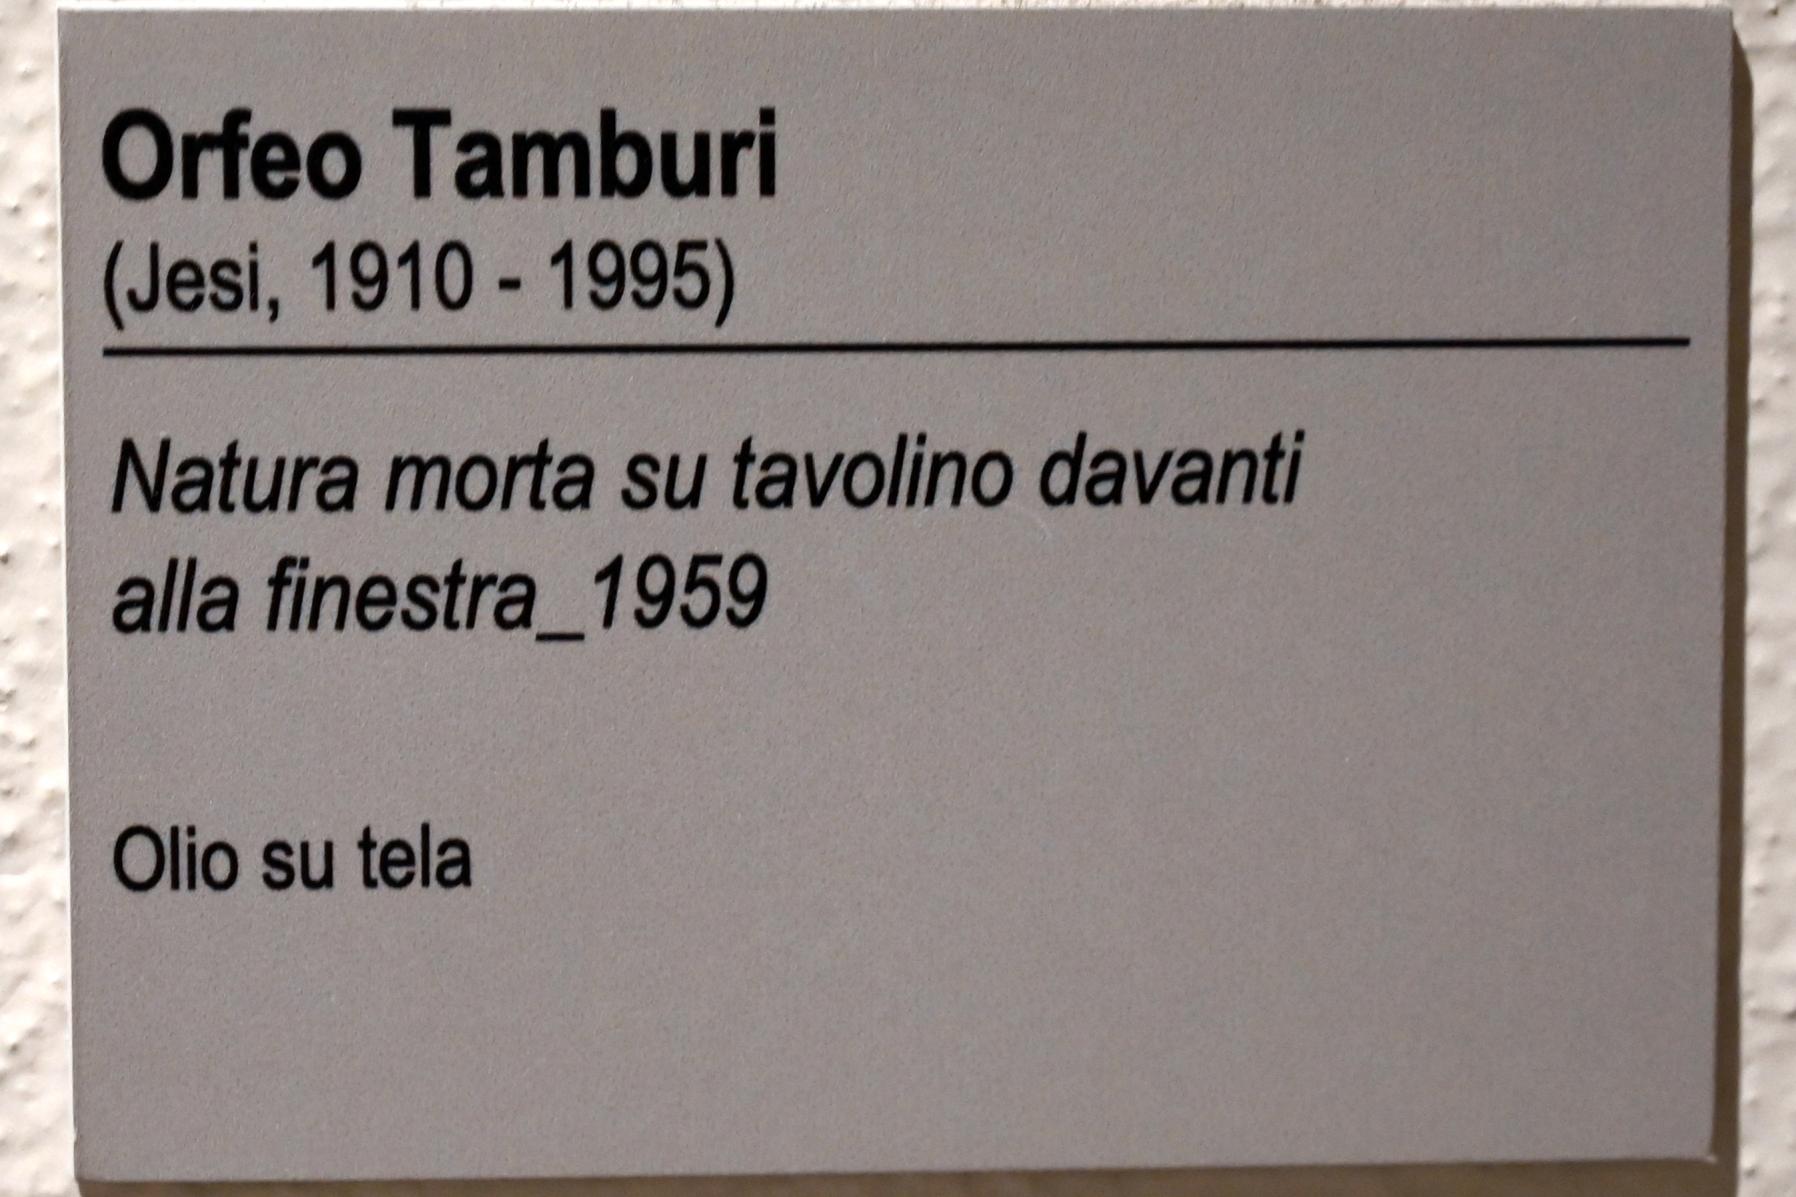 Orfeo Tamburi
(Jesi, 1910 - 1995)
Natura morta su tavolino davanti
alla finestra_1959
Olio su tela